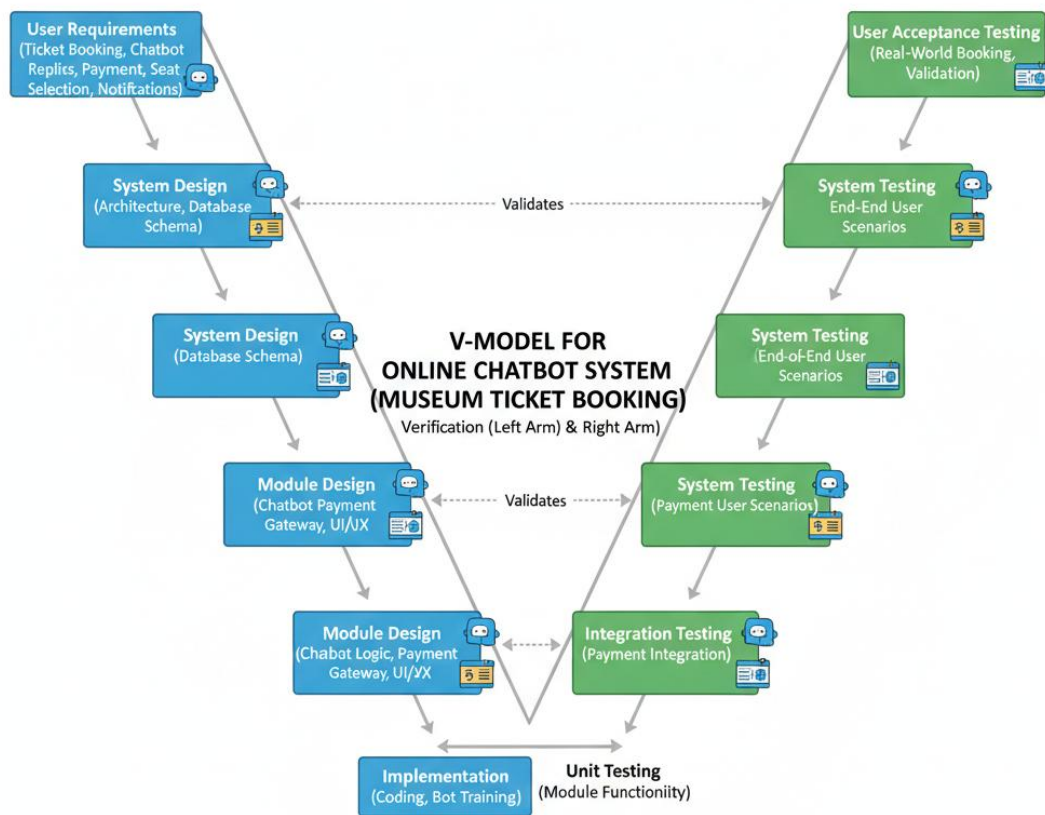 User Requirements
(Ticket Booking, Chatbot
Replics, Payment, Seat
Selection, Notifications)
User Acceptance Testing
(Real-World Booking,
Validation)
System Design
(Architecture, Database
Schema)
Validates
System Testing
End-End User
Scenarios
System Design
(Database Schema)
V-MODEL FOR
ONLINE CHATBOT SYSTEM
(MUSEUM TICKET BOOKING)
Verification (Left Arm) & Right Arm)
System Testing
(End-of-End User
Scenarios
Module Design
(Chatbot Payment
Gateway, UI/UX
Validates
System Testing
(Payment User Scenarios)
Module Design
(Chabat Logic, Payment
Gateway, UI/UX)
Integration Testing
(Payment Integration)
Implementation
(Coding, Bot Training)
Unit Testing
(Module Functioniity)